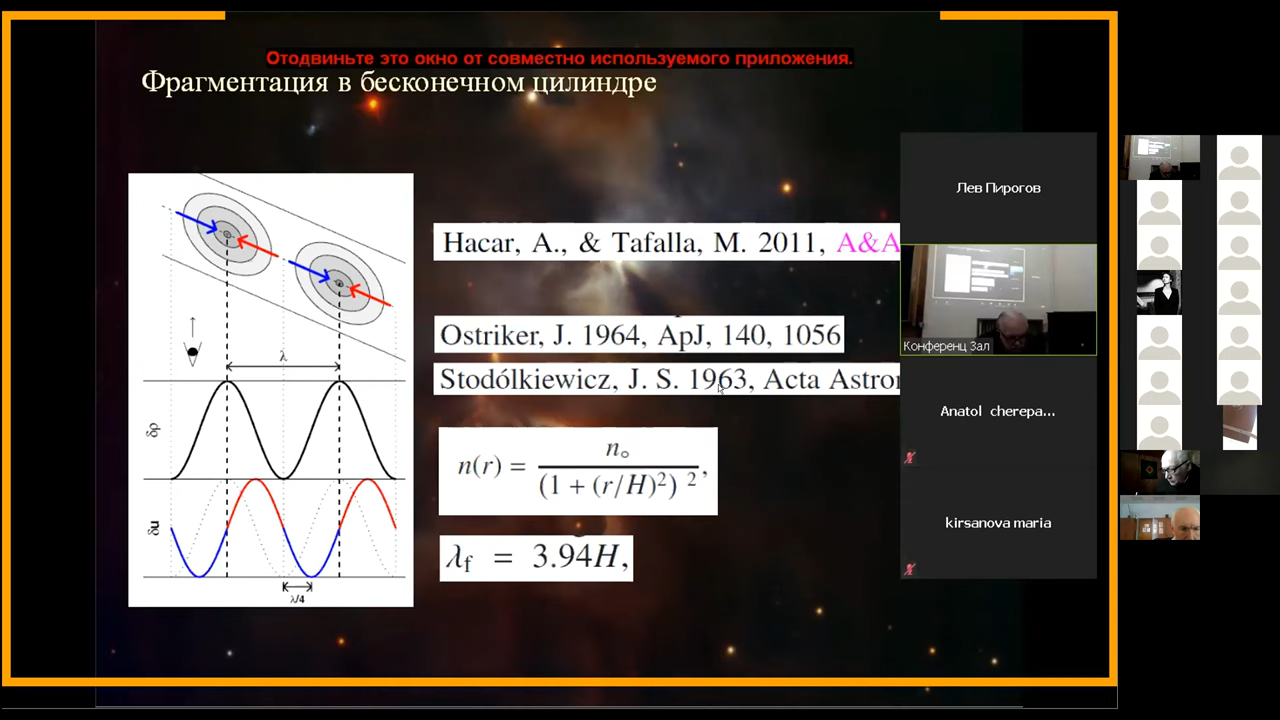 Отодвиньте это окно от совместно используемого приложения.
Фрагментация в бесконечном цилиндре
λ
δρ
δu
λ/4
Hacar, A., & Tafalla, M. 2011, A&A
Ostriker, J. 1964, ApJ, 140, 1056
Stodólkiewicz, J. S. 1963, Acta Astron
n(r) = n∘ / (1 + (r/H)²) ²,
λf = 3.94H,
Лев Пирогов
Конференц Зал
Anatol cherepa...
kirsanova maria